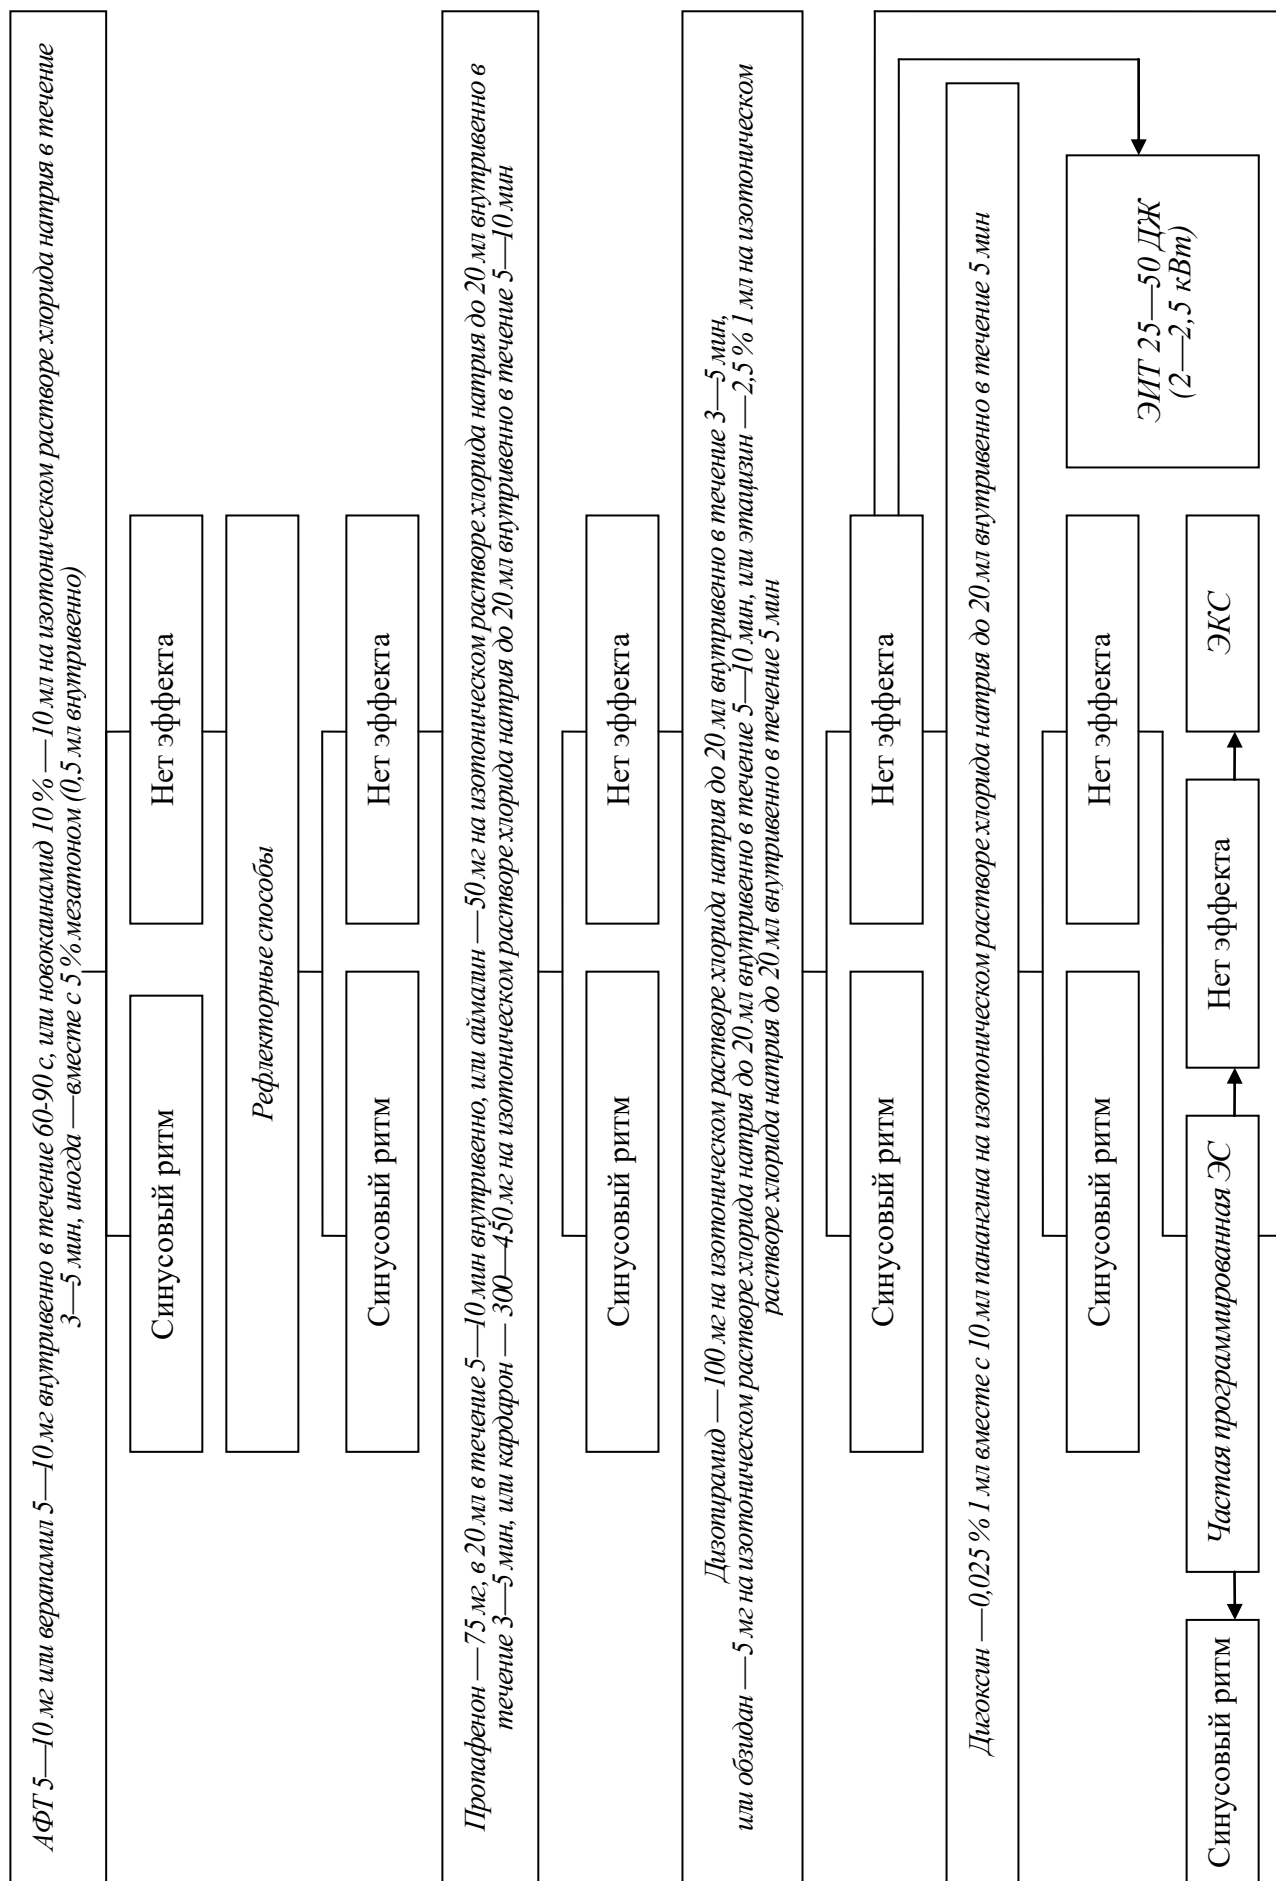 АФТ 5—10 мг или верапамил 5—10 мг внутривенно в течение 60-90 с, или новокаинамид 10 % —10 мл на изотоническом растворе хлорида натрия в течение
3—5 мин, иногда —вместе с 5 % мезатоном (0,5 мл внутривенно)
Синусовый ритм
Нет эффекта
Рефлекторные способы
Синусовый ритм
Нет эффекта
Пропафенон —75 мг, в 20 мл в течение 5—10 мин внутривенно, или аймалин —50 мг на изотоническом растворе хлорида натрия до 20 мл внутривенно в
течение 3—5 мин, или кардарон — 300—450 мг на изотоническом растворе хлорида натрия до 20 мл внутривенно в течение 5—10 мин
Синусовый ритм
Нет эффекта
Дизопирамид —100 мг на изотоническом растворе хлорида натрия до 20 мл внутривенно в течение 3—5 мин,
или обзидан —5 мг на изотоническом растворе хлорида натрия до 20 мл внутривенно в течение 5—10 мин, или этацизин —2,5 % 1 мл на изотоническом
растворе хлорида натрия до 20 мл внутривенно в течение 5 мин
Синусовый ритм
Нет эффекта
Дигоксин —0,025 % 1 мл вместе с 10 мл панангина на изотоническом растворе хлорида натрия до 20 мл внутривенно в течение 5 мин
Синусовый ритм
Нет эффекта
ЭИТ 25—50 ДЖ
(2—2,5 кВт)
Синусовый ритм
Частая программированная ЭС
Нет эффекта
ЭКС